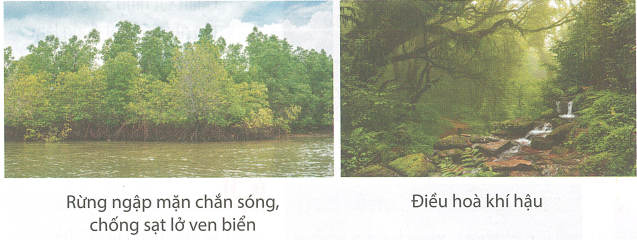 Rừng ngập mặn chắn sóng,
chống sạt lở ven biển
Điều hoà khí hậu